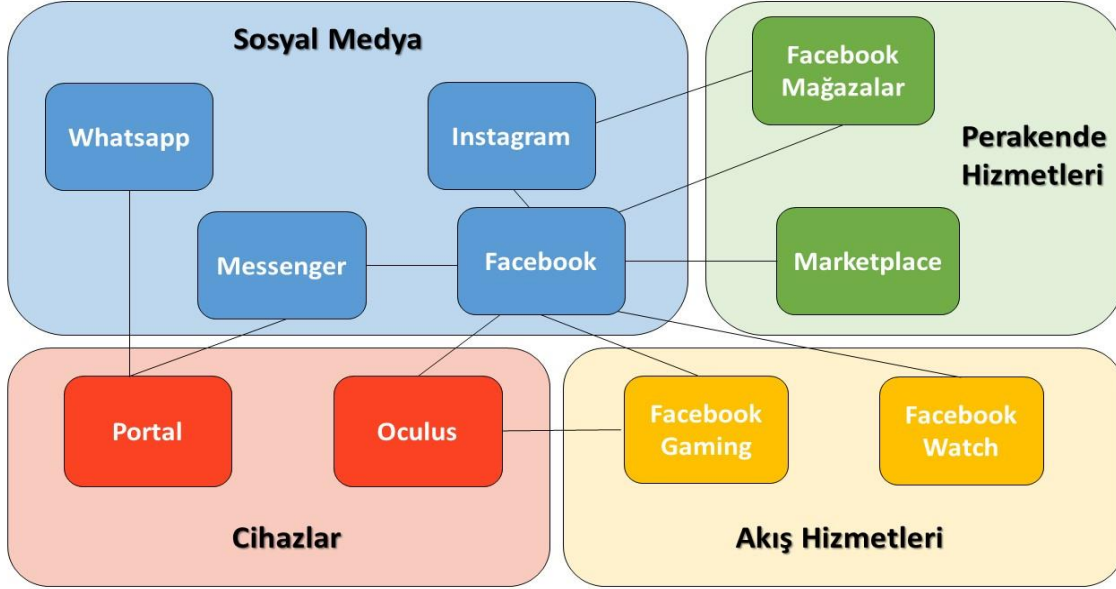 Sosyal Medya
Whatsapp
Instagram
Messenger
Facebook
Facebook
Mağazalar
Perakende
Hizmetleri
Marketplace
Portal
Oculus
Cihazlar
Facebook
Gaming
Facebook
Watch
Akış Hizmetleri